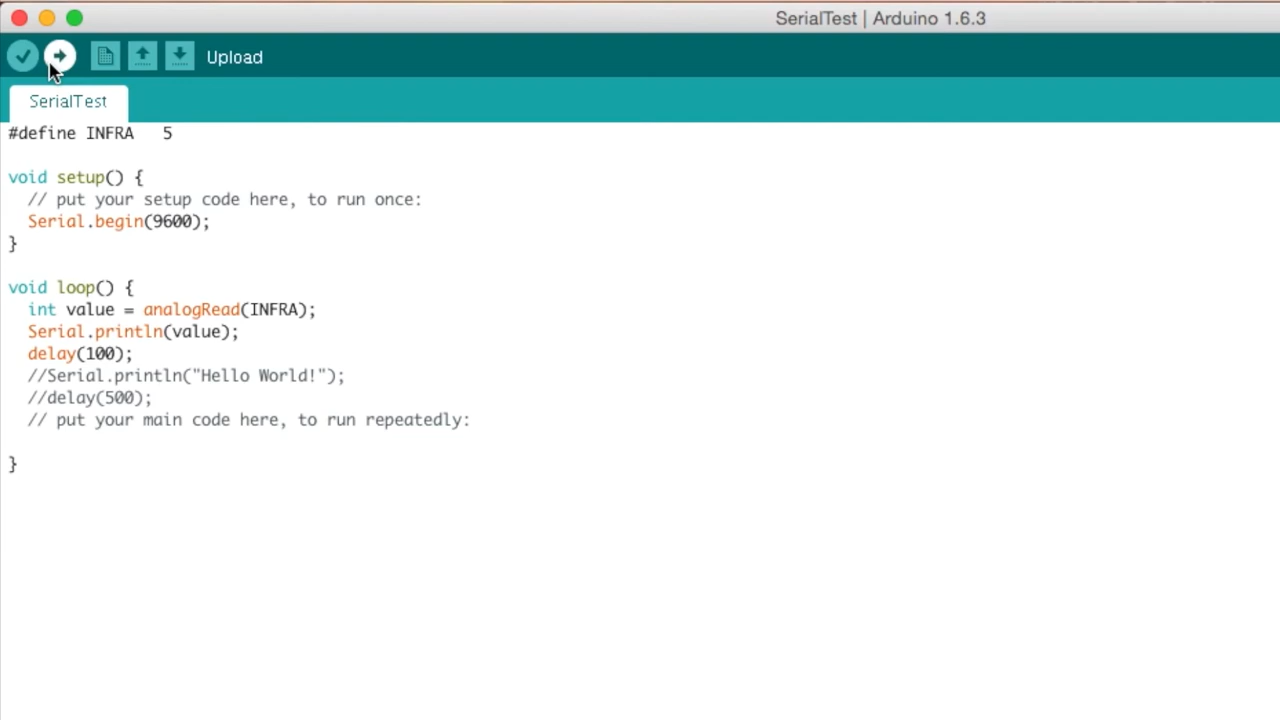 SerialTest | Arduino 1.6.3
Upload
SerialTest
#define INFRA   5
void setup() {
  // put your setup code here, to run once:
  Serial.begin(9600);
}
void loop() {
  int value = analogRead(INFRA);
  Serial.println(value);
  delay(100);
  //Serial.println("Hello World!");
  //delay(500);
  // put your main code here, to run repeatedly:
}